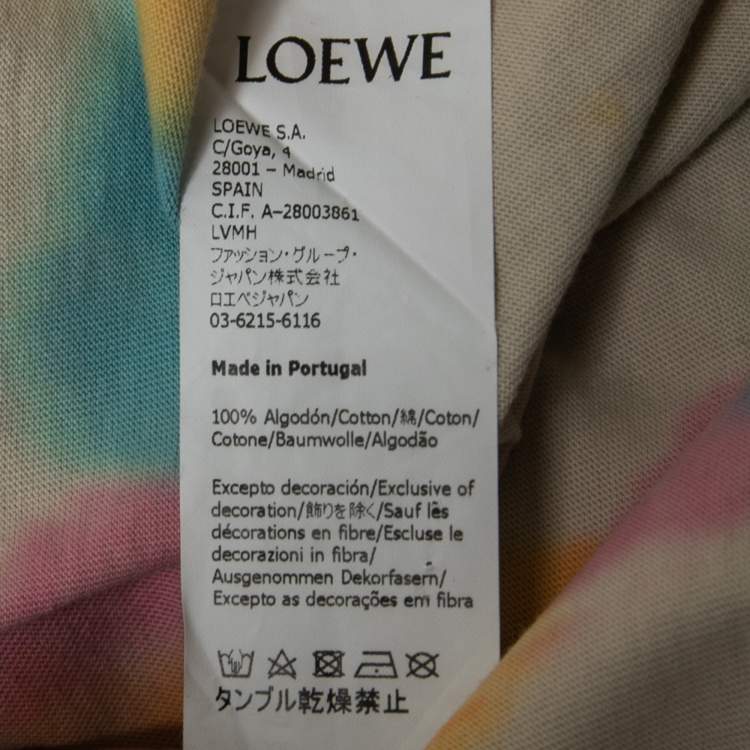 LOEWE
LOEWE S.A.
C/Goya, 4
28001 – Madrid
SPAIN
C.I.F. A–28003861
LVMH
ファッション・グループ・
ジャパン株式会社
ロエベジャパン
03-6215-6116
Made in Portugal
100% Algodón/Cotton/綿/Coton/
Cotone/Baumwolle/Algodão
Excepto decoración/Exclusive of
decoration/飾りを除く/Sauf lès
décorations en fibre/Escluse le
decorazioni in fibra/
Ausgenommen Dekorfasern/
Excepto as decorações em fibra
タンブル乾燥禁止